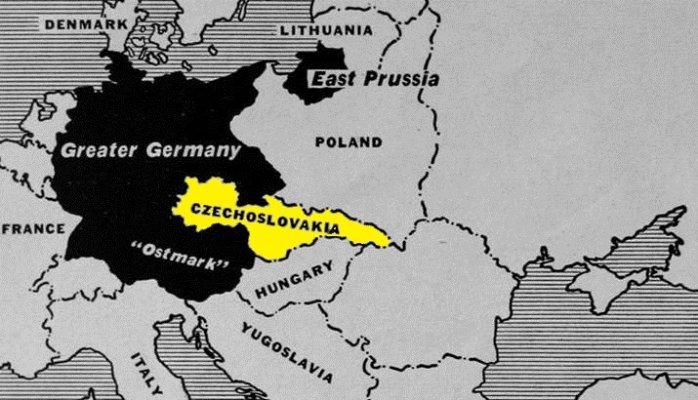 DENMARK
LITHUANIA
East Prussia
POLAND
Greater Germany
CZECHOSLOVAKIA
FRANCE
"Ostmark"
HUNGARY
YUGOSLAVIA
ITALY